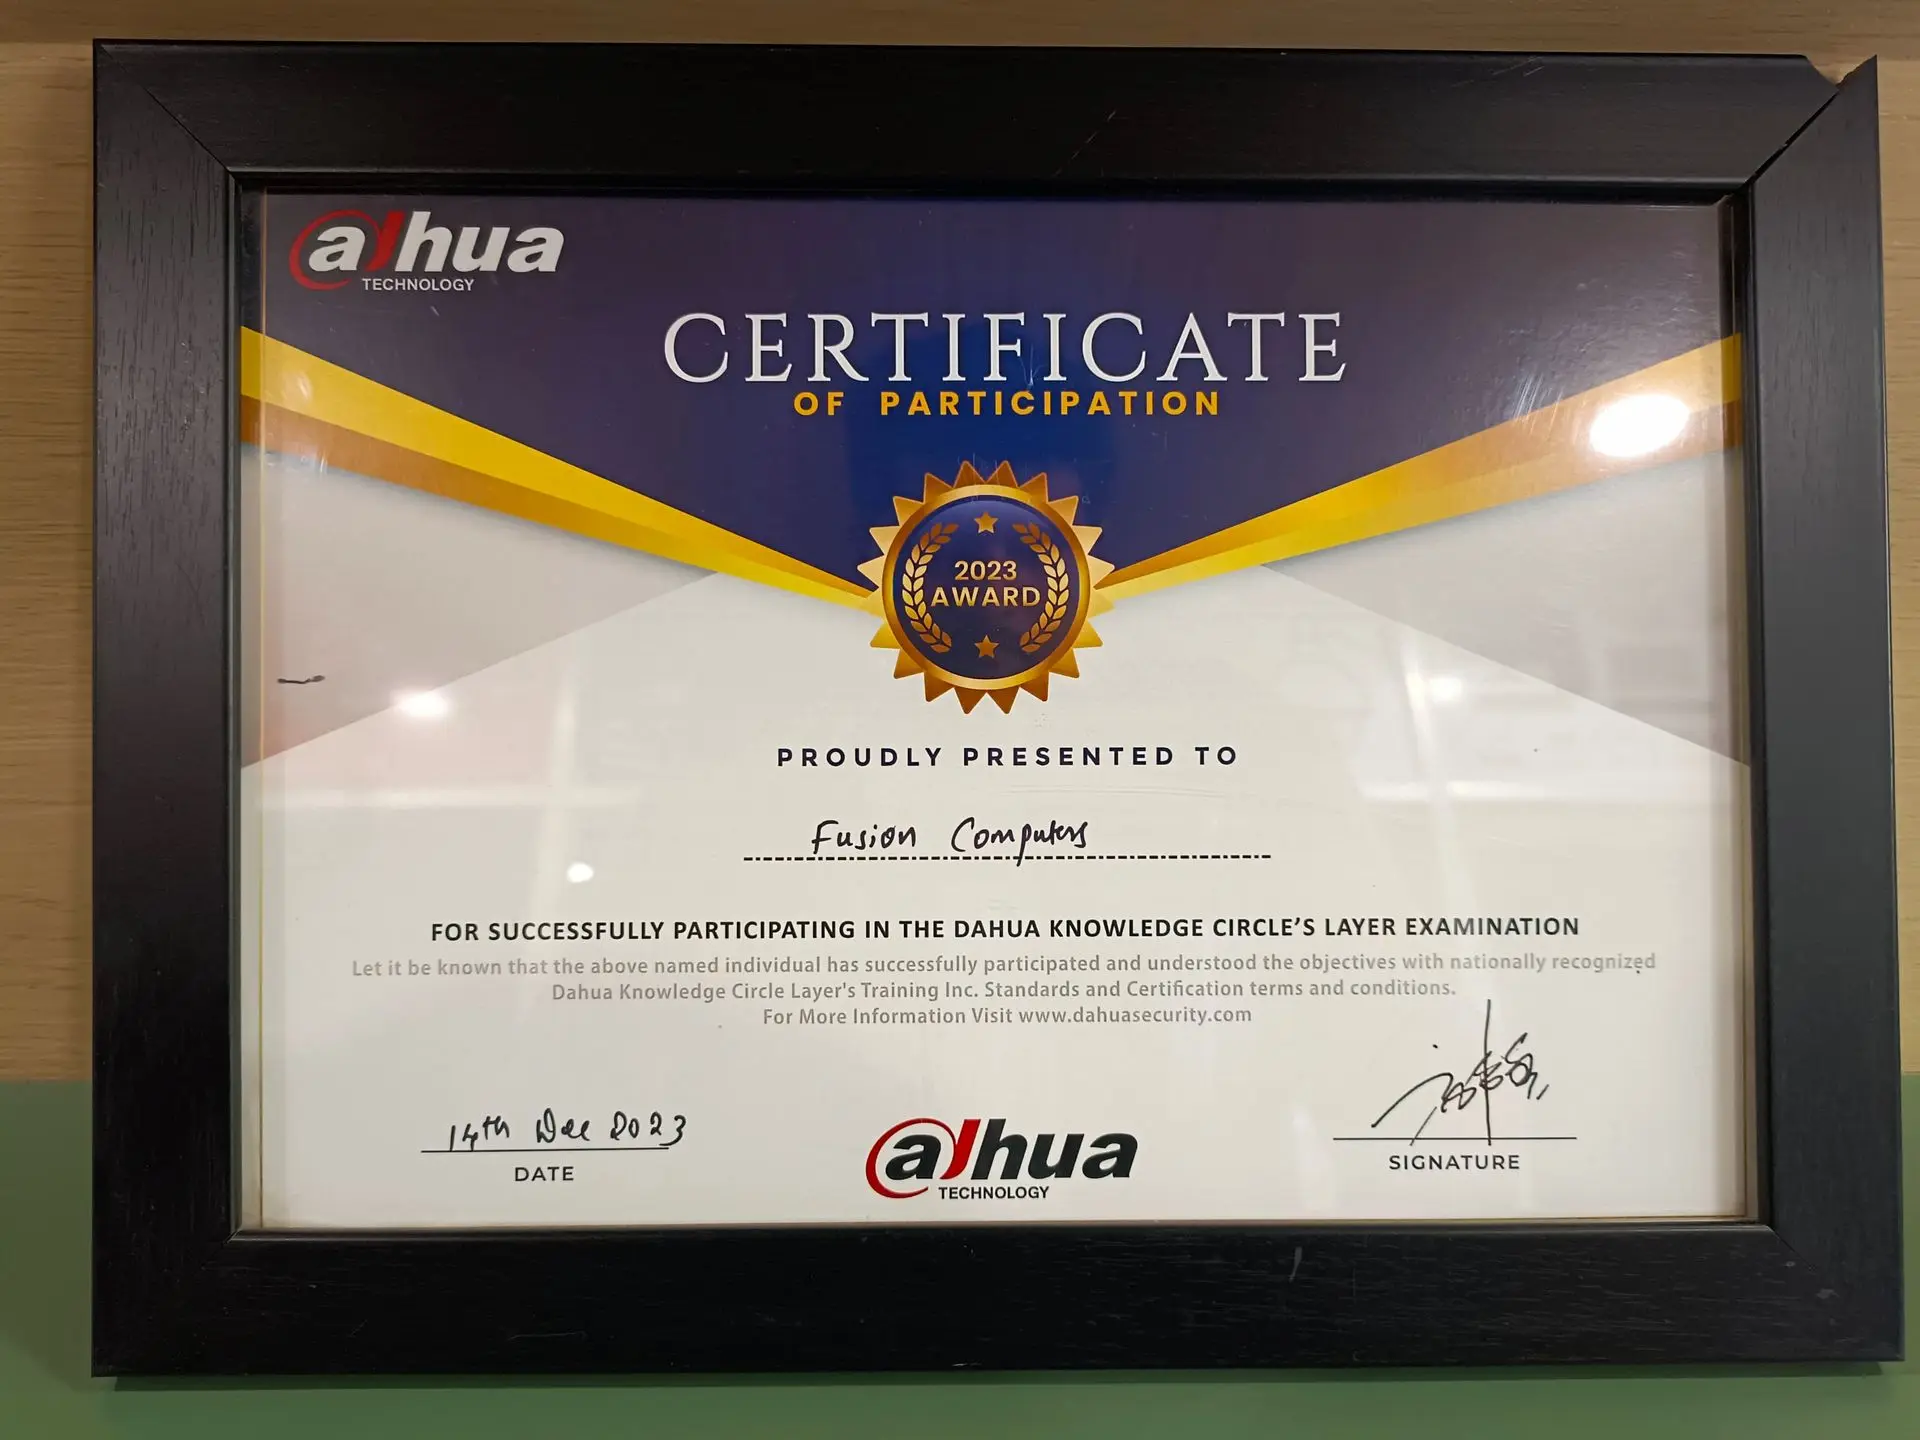 alhua
TECHNOLOGY
CERTIFICATE
OF PARTICIPATION
2023
AWARD
PROUDLY PRESENTED TO
Fusion Computers
FOR SUCCESSFULLY PARTICIPATING IN THE DAHUA KNOWLEDGE CIRCLE'S LAYER EXAMINATION
Let it be known that the above named individual has successfully participated and understood the objectives with nationally recognized
Dahua Knowledge Circle Layer's Training Inc. Standards and Certification terms and conditions.
For More Information Visit www.dahuasecurity.com
14th Dec 2023
DATE
alhua
TECHNOLOGY
SIGNATURE